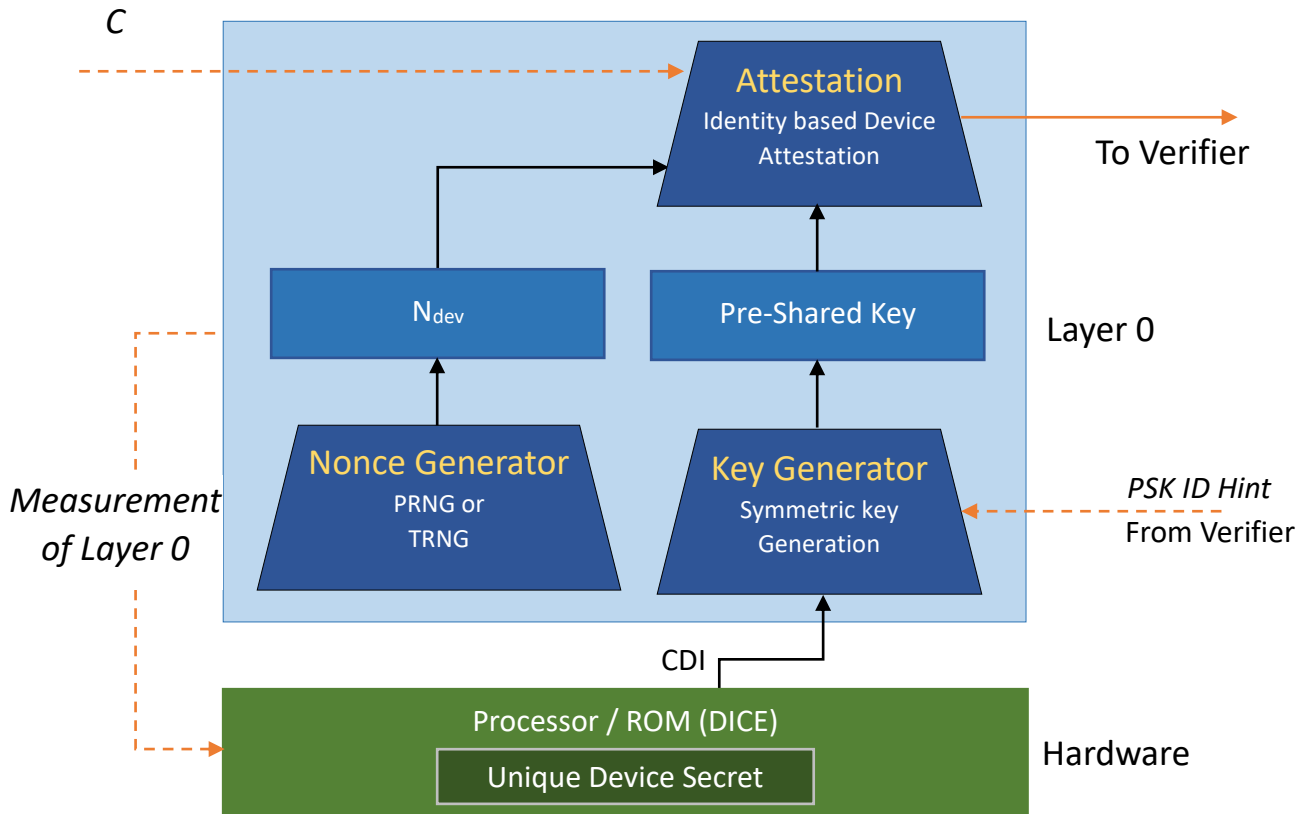 C
Attestation
Identity based Device
Attestation
To Verifier
N_dev
Pre-Shared Key
Layer 0
Nonce Generator
PRNG or
TRNG
Key Generator
Symmetric key
Generation
PSK ID Hint
From Verifier
Measurement
of Layer 0
CDI
Processor / ROM (DICE)
Unique Device Secret
Hardware